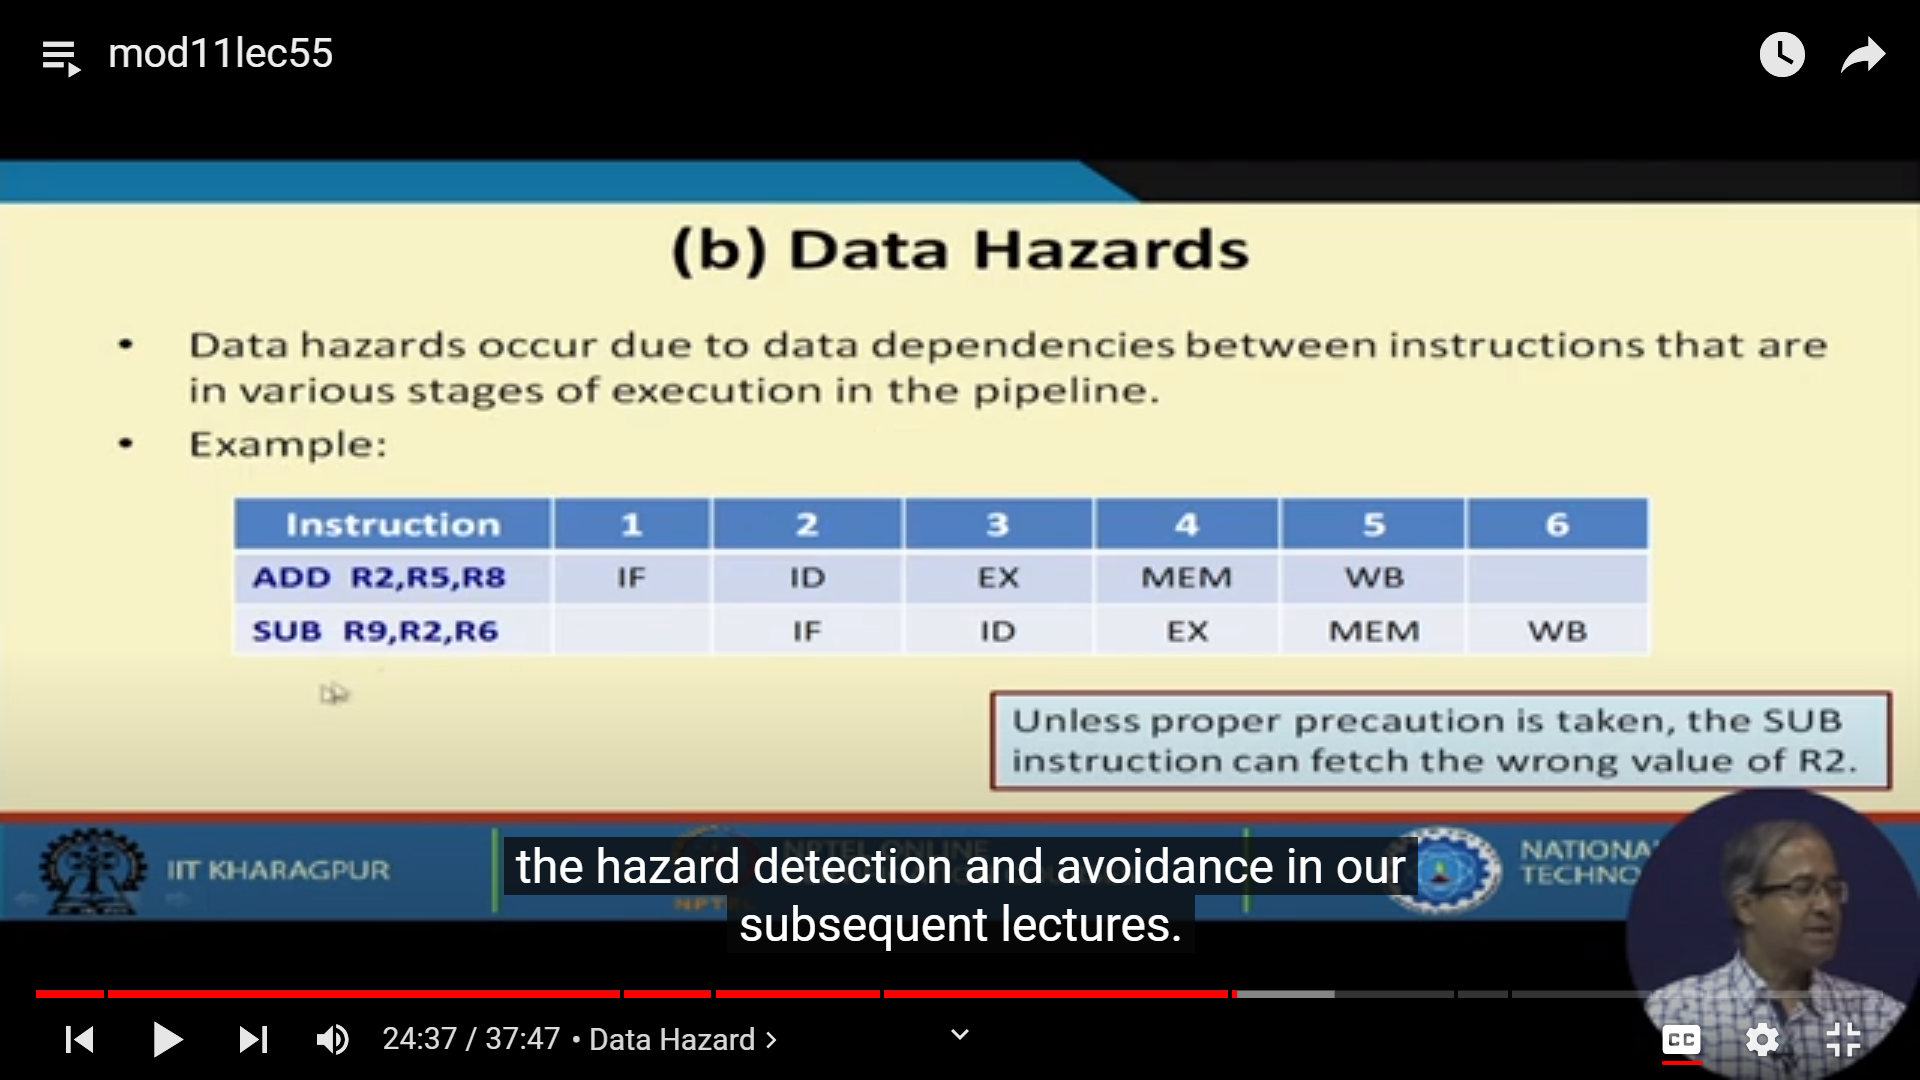 mod11lec55
(b) Data Hazards
• Data hazards occur due to data dependencies between instructions that are
in various stages of execution in the pipeline.
• Example:
Instruction 1 2 3 4 5 6
ADD R2,R5,R8 IF ID EX MEM WB
SUB R9,R2,R6 IF ID EX MEM WB
Unless proper precaution is taken, the SUB
instruction can fetch the wrong value of R2.
IIT KHARAGPUR
NPTEL ONLINE
NPTEL
NATIONA
TECHNO
the hazard detection and avoidance in our
subsequent lectures.
24:37 / 37:47 • Data Hazard >
CC